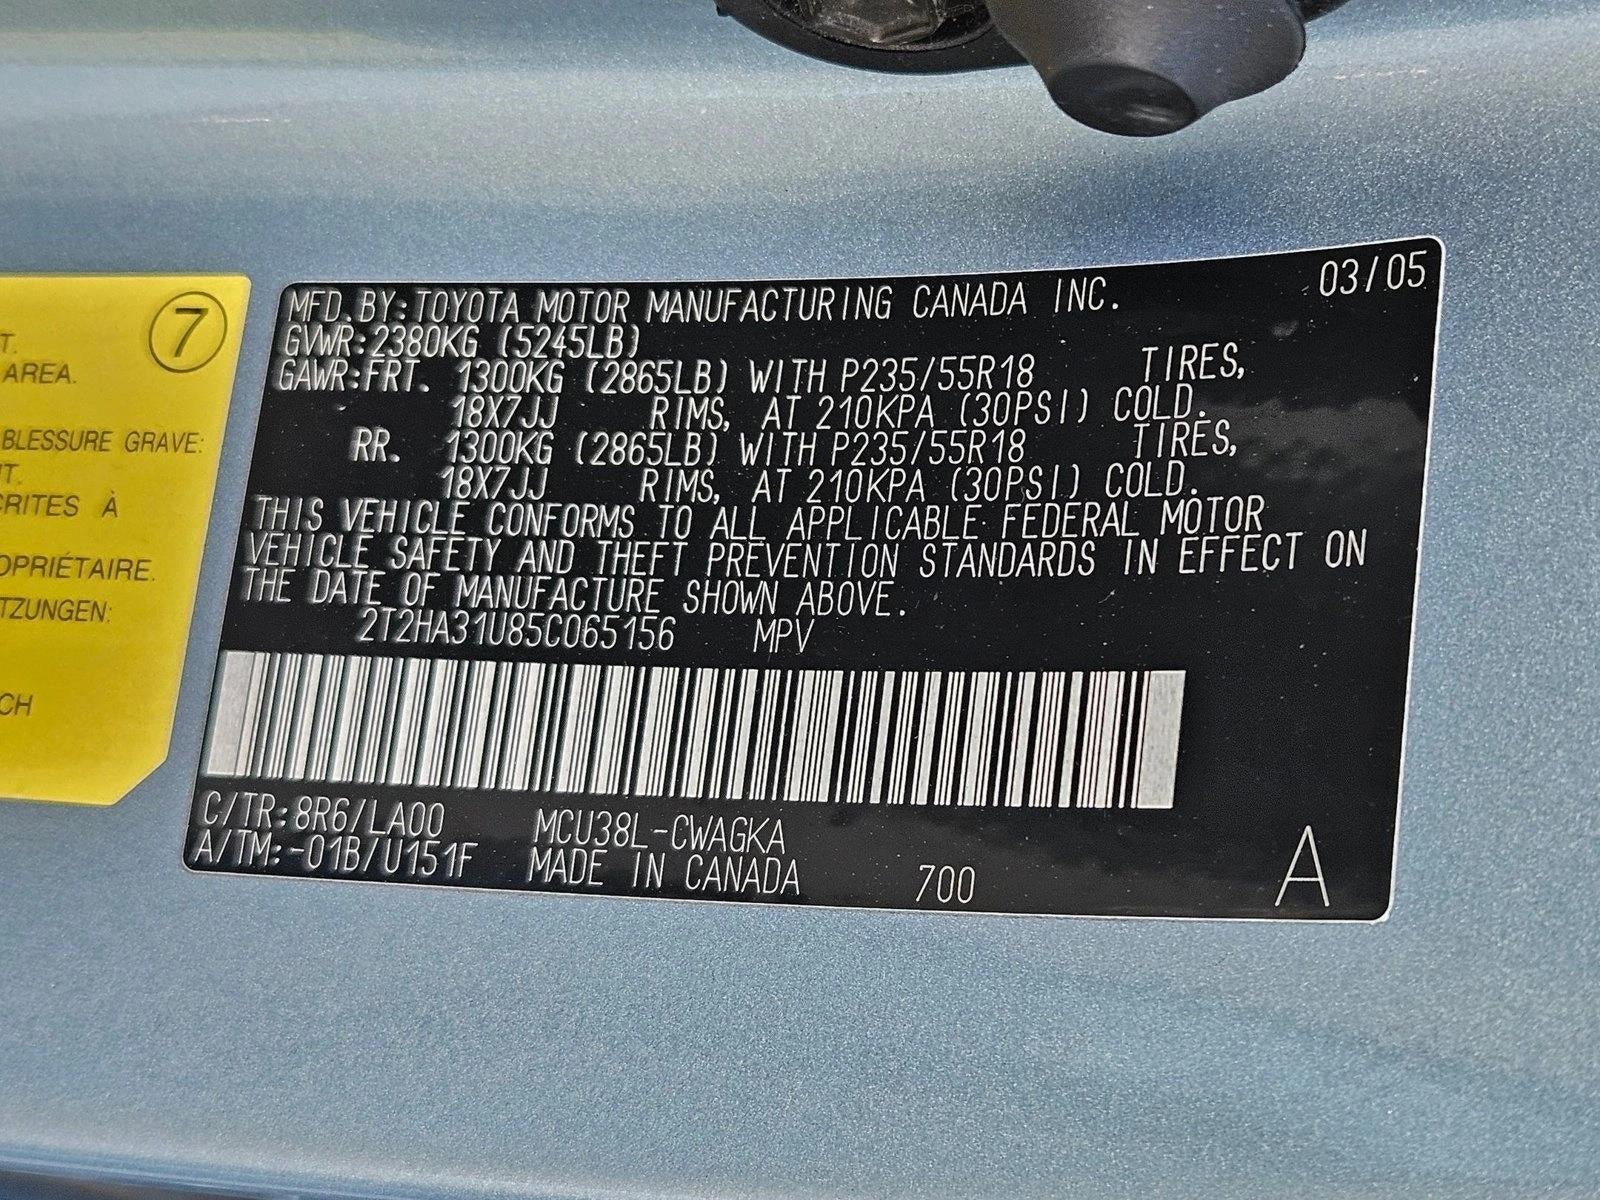 7
T.
AREA.
BLESSURE GRAVE:
T.
CRITES À
OPRIÉTAIRE.
TZUNGEN:
CH
03/05
MFD.BY:TOYOTA MOTOR MANUFACTURING CANADA INC.
GVWR:2380KG (5245LB)
GAWR:FRT. 1300KG (2865LB) WITH P235/55R18 TIRES,
18X7JJ RIMS, AT 210KPA (30PSI) COLD.
RR. 1300KG (2865LB) WITH P235/55R18 TIRES,
18X7JJ RIMS, AT 210KPA (30PSI) COLD.
THIS VEHICLE CONFORMS TO ALL APPLICABLE FEDERAL MOTOR
VEHICLE SAFETY AND THEFT PREVENTION STANDARDS IN EFFECT ON
THE DATE OF MANUFACTURE SHOWN ABOVE.
2T2HA31U85C065156 MPV
C/TR:8R6/LA00 MCU38L-CWAGKA
A/TM:-01B/U151F MADE IN CANADA 700 A